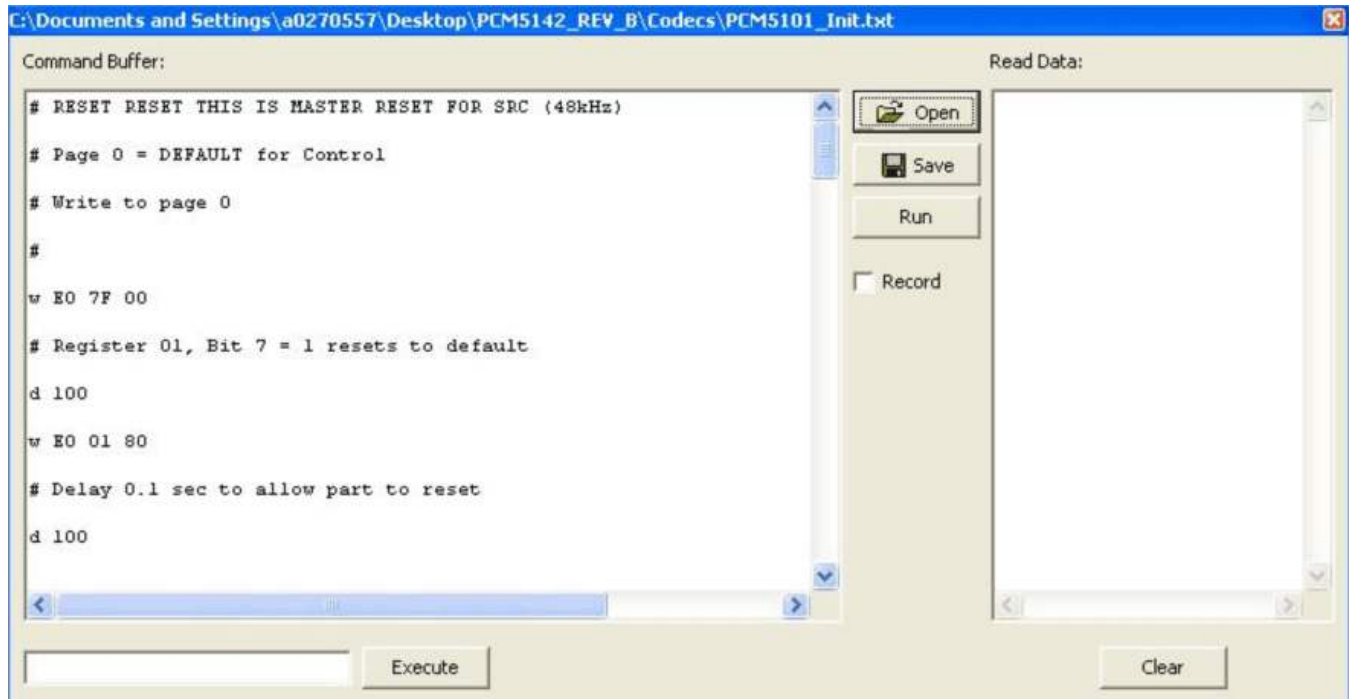 C:\Documents and Settings\a0270557\Desktop\PCM5142_REV_B\Codecs\PCM5101_Init.txt
Command Buffer:
Read Data:
# RESET RESET THIS IS MASTER RESET FOR SRC (48kHz)
# Page 0 = DEFAULT for Control
# Write to page 0
#
w E0 7F 00
# Register 01, Bit 7 = 1 resets to default
d 100
w E0 01 80
# Delay 0.1 sec to allow part to reset
d 100
Open
Save
Run
Record
Execute
Clear